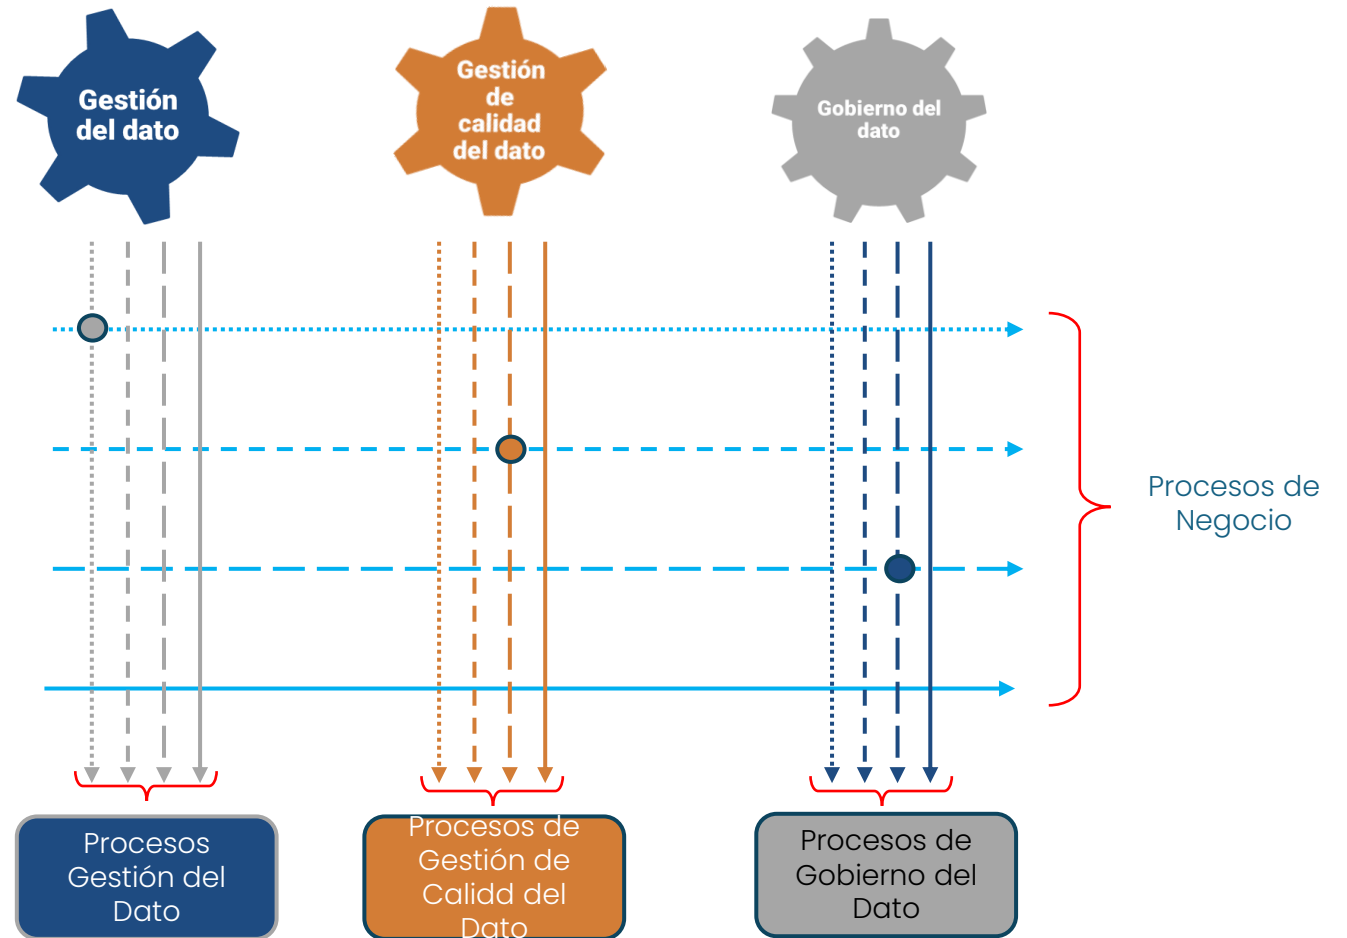 Gestión
del dato
Gestión
de
calidad
del dato
Gobierno del
dato
Procesos de
Negocio
Procesos
Gestión del
Dato
Procesos de
Gestión de
Calidd del
Dato
Procesos de
Gobierno del
Dato